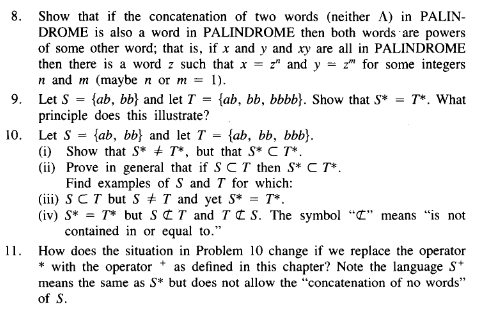 8. Show that if the concatenation of two words (neither Λ) in PALIN-
DROME is also a word in PALINDROME then both words are powers
of some other word; that is, if x and y and xy are all in PALINDROME
then there is a word z such that x = zⁿ and y = zᵐ for some integers
n and m (maybe n or m = 1).
9. Let S = {ab, bb} and let T = {ab, bb, bbbb}. Show that S* = T*. What
principle does this illustrate?
10. Let S = {ab, bb} and let T = {ab, bb, bbb}.
(i) Show that S* ≠ T*, but that S* ⊂ T*.
(ii) Prove in general that if S ⊂ T then S* ⊂ T*.
Find examples of S and T for which:
(iii) S ⊂ T but S ≠ T and yet S* = T*.
(iv) S* = T* but S ⊄ T and T ⊄ S. The symbol “⊄” means “is not
contained in or equal to.”
11. How does the situation in Problem 10 change if we replace the operator
* with the operator ⁺ as defined in this chapter? Note the language S⁺
means the same as S* but does not allow the “concatenation of no words”
of S.